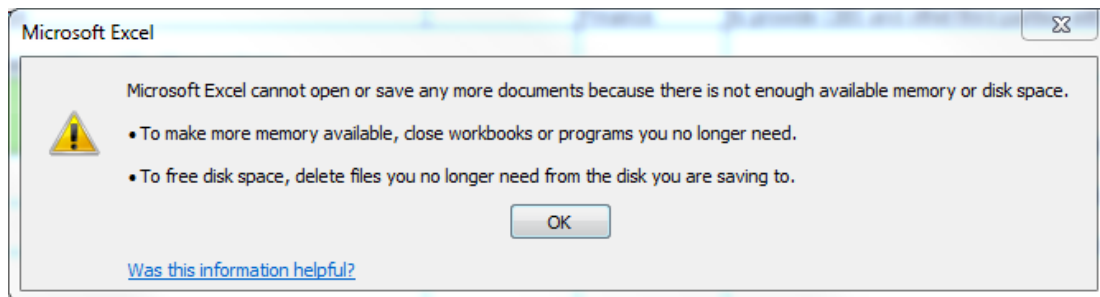 Microsoft Excel
Microsoft Excel cannot open or save any more documents because there is not enough available memory or disk space.
• To make more memory available, close workbooks or programs you no longer need.
• To free disk space, delete files you no longer need from the disk you are saving to.
OK
Was this information helpful?